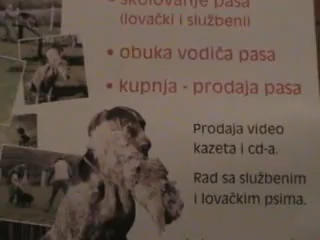 • školovanje pasa
(lovački i službeni)
• obuka vodiča pasa
• kupnja - prodaja pasa
Prodaja video
kazeta i cd-a.
Rad sa službenim
i lovačkim psima.